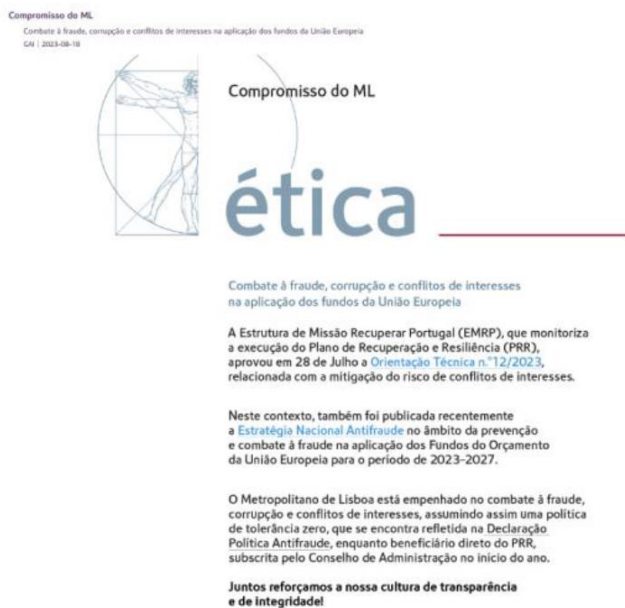 Compromisso do ML
Combate à fraude, corrupção e conflitos de interesses na aplicação dos fundos da União Europeia
GAI | 2023-08-18
Compromisso do ML
ética
Combate à fraude, corrupção e conflitos de interesses
na aplicação dos fundos da União Europeia
A Estrutura de Missão Recuperar Portugal (EMRP), que monitoriza
a execução do Plano de Recuperação e Resiliência (PRR),
aprovou em 28 de Julho a Orientação Técnica n.º12/2023,
relacionada com a mitigação do risco de conflitos de interesses.
Neste contexto, também foi publicada recentemente
a Estratégia Nacional Antifraude no âmbito da prevenção
e combate à fraude na aplicação dos Fundos do Orçamento
da União Europeia para o período de 2023-2027.
O Metropolitano de Lisboa está empenhado no combate à fraude,
corrupção e conflitos de interesses, assumindo assim uma política
de tolerância zero, que se encontra refletida na Declaração
Política Antifraude, enquanto beneficiário direto do PRR,
subscrita pelo Conselho de Administração no início do ano.
Juntos reforçamos a nossa cultura de transparência
e de integridade!